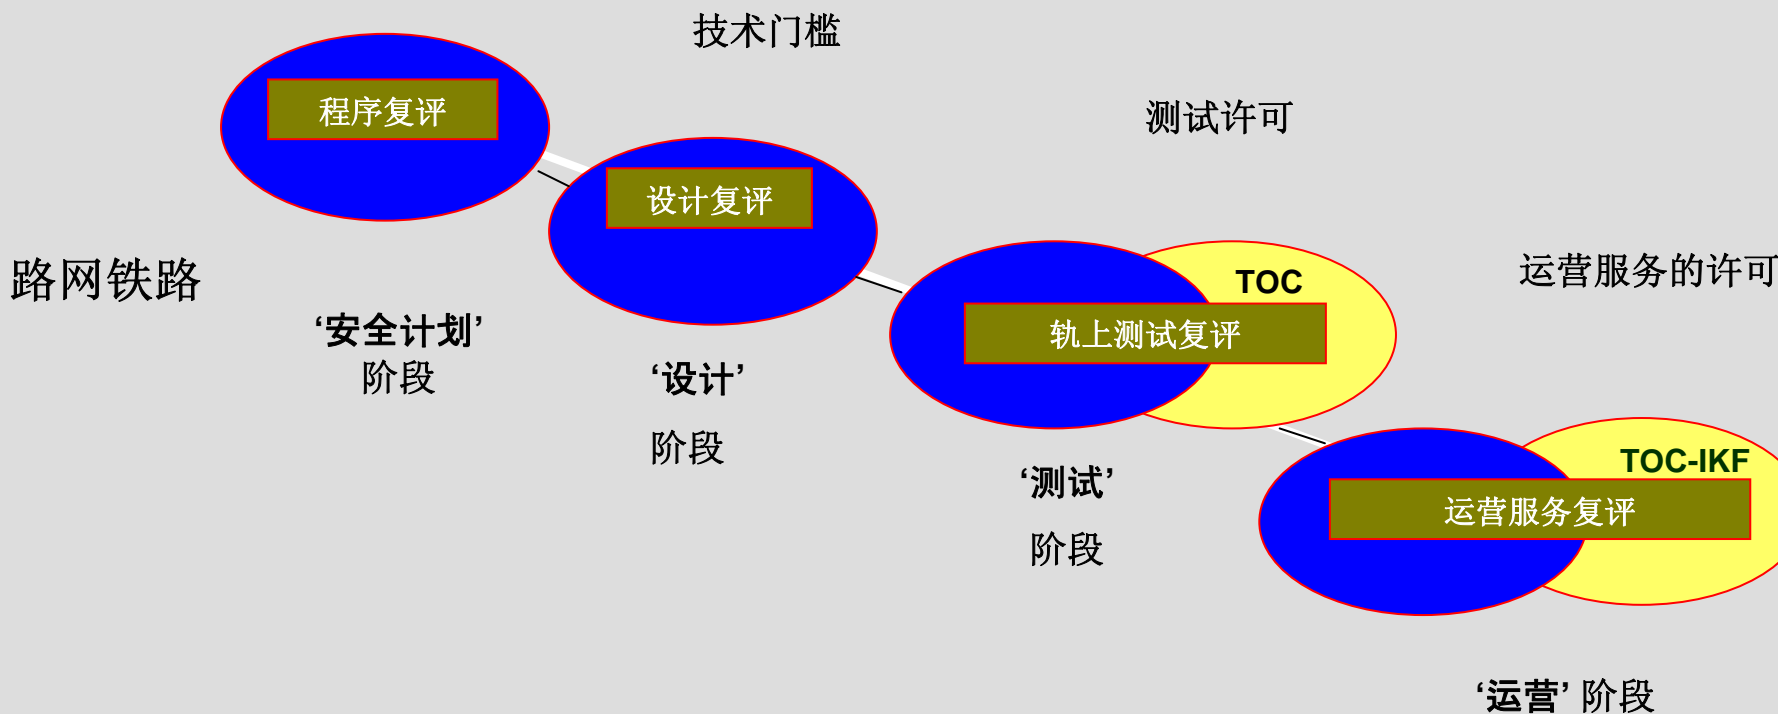 技术门槛
程序复评
测试许可
设计复评
路网铁路
‘安全计划’
阶段
‘设计’
阶段
TOC
轨上测试复评
运营服务的许可
‘测试’
阶段
TOC-IKF
运营服务复评
‘运营’ 阶段